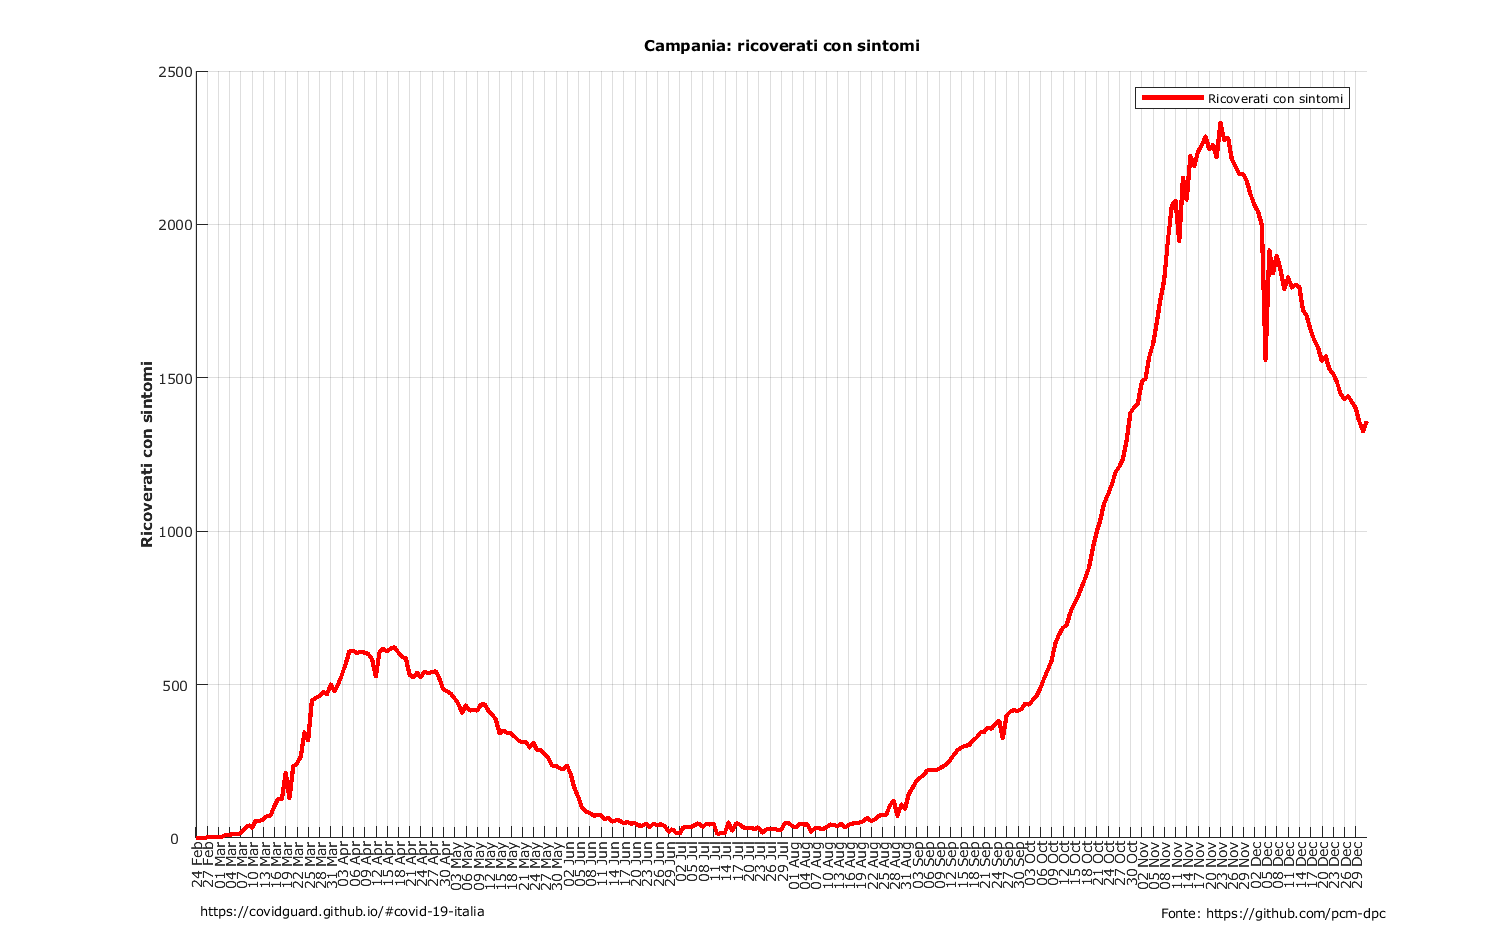 Campania: ricoverati con sintomi
Ricoverati con sintomi
Ricoverati con sintomi
2500
2000
1500
1000
500
0
24 Feb
27 Feb
01 Mar
04 Mar
07 Mar
10 Mar
13 Mar
16 Mar
19 Mar
22 Mar
25 Mar
28 Mar
31 Mar
03 Apr
06 Apr
09 Apr
12 Apr
15 Apr
18 Apr
21 Apr
24 Apr
27 Apr
30 Apr
03 May
06 May
09 May
12 May
15 May
18 May
21 May
24 May
27 May
30 May
02 Jun
05 Jun
08 Jun
11 Jun
14 Jun
17 Jun
20 Jun
23 Jun
26 Jun
29 Jun
02 Jul
05 Jul
08 Jul
11 Jul
14 Jul
17 Jul
20 Jul
23 Jul
26 Jul
29 Jul
01 Aug
04 Aug
07 Aug
10 Aug
13 Aug
16 Aug
19 Aug
22 Aug
25 Aug
28 Aug
31 Aug
03 Sep
06 Sep
09 Sep
12 Sep
15 Sep
18 Sep
21 Sep
24 Sep
27 Sep
30 Sep
03 Oct
06 Oct
09 Oct
12 Oct
15 Oct
18 Oct
21 Oct
24 Oct
27 Oct
30 Oct
02 Nov
05 Nov
08 Nov
11 Nov
14 Nov
17 Nov
20 Nov
23 Nov
26 Nov
29 Nov
02 Dec
05 Dec
08 Dec
11 Dec
14 Dec
17 Dec
20 Dec
23 Dec
26 Dec
29 Dec
https://covidguard.github.io/#covid-19-italia
Fonte: https://github.com/pcm-dpc